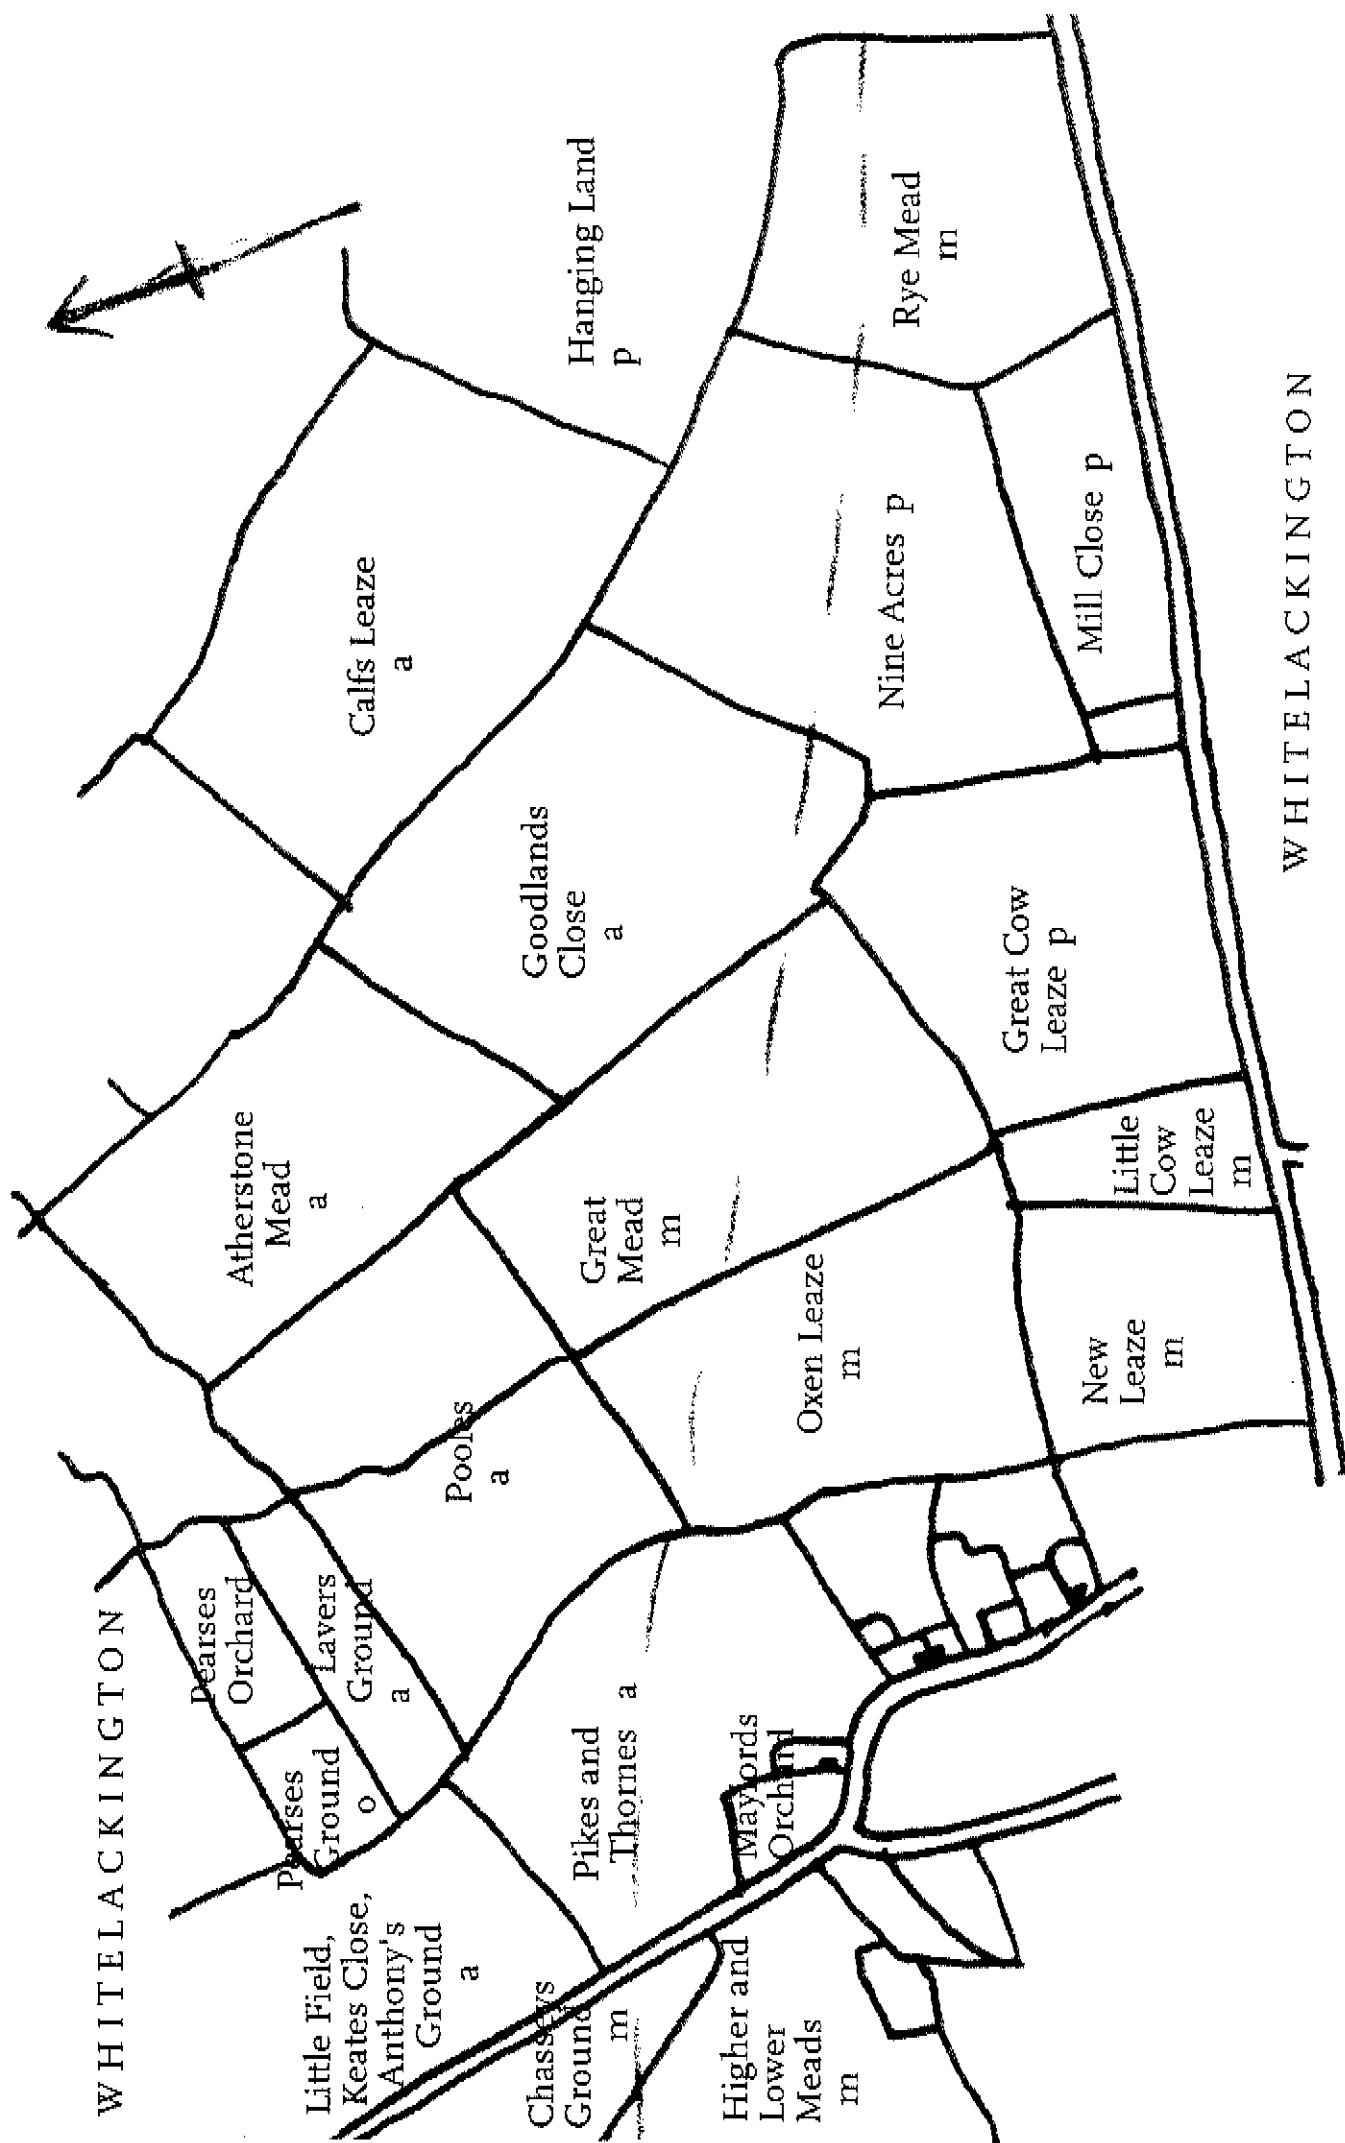 WHITELACKINGTON
Little Field,
Keates Close,
Anthony's
Ground
a
Pearses
Ground
o
Pearses
Orchard
Lavers
Ground
a
Atherstone
Mead
a
Calfs Leaze
a
Chasseys
Ground
m
Pikes and
Thornes a
Pooles
a
Great
Mead
m
Goodlands
Close
a
Hanging Land
p
Higher and
Lower
Meads
m
Maylords
Orchard
Oxen Leaze
m
Nine Acres p
Rye Mead
m
New
Leaze
m
Little
Cow
Leaze
m
Great Cow
Leaze p
Mill Close p
WHITELACKINGTON